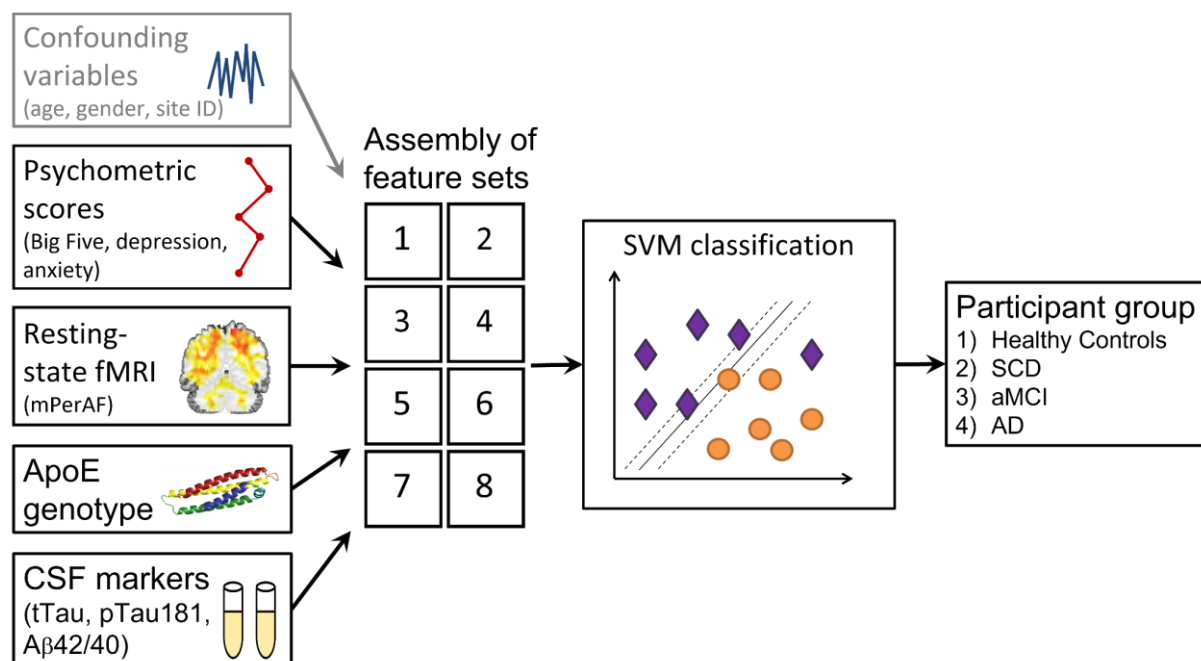 Confounding
variables
(age, gender, site ID)
Psychometric
scores
(Big Five, depression,
anxiety)
Resting-
state fMRI
(mPerAF)
ApoE
genotype
CSF markers
(tTau, pTau181,
Aβ42/40)
Assembly of
feature sets
1 2
3 4
5 6
7 8
SVM classification
Participant group
1) Healthy Controls
2) SCD
3) aMCI
4) AD